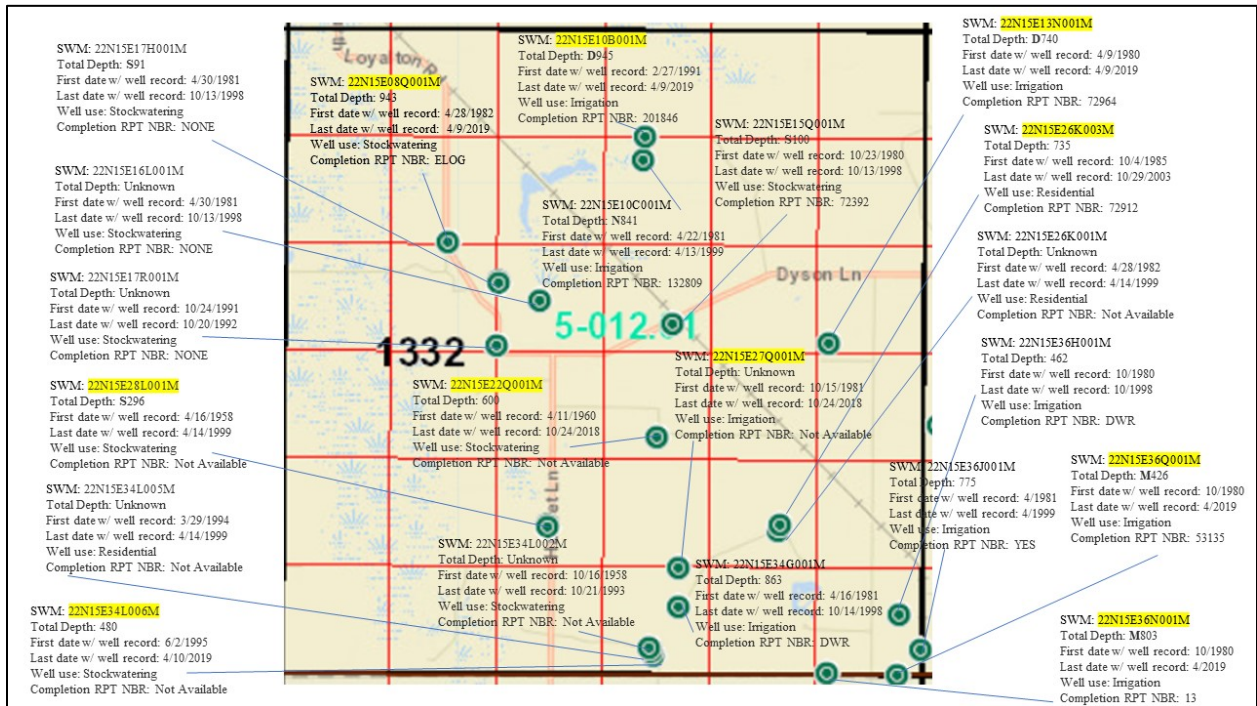 SWM: 22N15E17H001M
Total Depth: S91
First date w/ well record: 4/30/1981
Last date w/ well record: 10/13/1998
Well use: Stockwatering
Completion RPT NBR: NONE
SWM: 22N15E16L001M
Total Depth: Unknown
First date w/ well record: 4/30/1981
Last date w/ well record: 10/13/1998
Well use: Stockwatering
Completion RPT NBR: NONE
SWM: 22N15E17R001M
Total Depth: Unknown
First date w/ well record: 10/24/1991
Last date w/ well record: 10/20/1992
Well use: Stockwatering
Completion RPT NBR: NONE
SWM: 22N15E28L001M
Total Depth: S296
First date w/ well record: 4/16/1958
Last date w/ well record: 4/14/1999
Well use: Stockwatering
Completion RPT NBR: Not Available
SWM: 22N15E34L005M
Total Depth: Unknown
First date w/ well record: 3/29/1994
Last date w/ well record: 4/14/1999
Well use: Residential
Completion RPT NBR: Not Available
SWM: 22N15E34L006M
Total Depth: 480
First date w/ well record: 6/2/1995
Last date w/ well record: 4/10/2019
Well use: Stockwatering
Completion RPT NBR: Not Available
Loyalton Rd
SWM: 22N15E08Q001M
Total Depth: 943
First date w/ well record: 4/28/1982
Last date w/ well record: 4/9/2019
Well use: Stockwatering
Completion RPT NBR: ELOG
SWM: 22N15E10B001M
Total Depth: D945
First date w/ well record: 2/27/1991
Last date w/ well record: 4/9/2019
Well use: Irrigation
Completion RPT NBR: 201846
SWM: 22N15E10C001M
Total Depth: N841
First date w/ well record: 4/22/1981
Last date w/ well record: 4/13/1999
Well use: Irrigation
Completion RPT NBR: 132809
SWM: 22N15E15Q001M
Total Depth: S100
First date w/ well record: 10/23/1980
Last date w/ well record: 10/13/1998
Well use: Stockwatering
Completion RPT NBR: 72392
Dyson Ln
1332
5-012.
SWM: 22N15E22Q001M
Total Depth: 600
First date w/ well record: 4/11/1960
Last date w/ well record: 10/24/2018
Well use: Stockwatering
Completion RPT NBR: Not Available
SWM: 22N15E27Q001M
Total Depth: Unknown
First date w/ well record: 10/15/1981
Last date w/ well record: 10/24/2018
Well use: Irrigation
Completion RPT NBR: Not Available
Ln
SWM: 22N15E34L002M
Total Depth: Unknown
First date w/ well record: 10/16/1958
Last date w/ well record: 10/21/1993
Well use: Stockwatering
Completion RPT NBR: Not Available
SWM: 22N15E34G001M
Total Depth: 863
First date w/ well record: 4/16/1981
Last date w/ well record: 10/14/1998
Well use: Irrigation
Completion RPT NBR: DWR
SWM: 22N15E13N001M
Total Depth: D740
First date w/ well record: 4/9/1980
Last date w/ well record: 4/9/2019
Well use: Irrigation
Completion RPT NBR: 72964
SWM: 22N15E26K003M
Total Depth: 735
First date w/ well record: 10/4/1985
Last date w/ well record: 10/29/2003
Well use: Residential
Completion RPT NBR: 72912
SWM: 22N15E26K001M
Total Depth: Unknown
First date w/ well record: 4/28/1982
Last date w/ well record: 4/14/1999
Well use: Residential
Completion RPT NBR: Not Available
SWM: 22N15E36H001M
Total Depth: 462
First date w/ well record: 10/1980
Last date w/ well record: 10/1998
Well use: Irrigation
Completion RPT NBR: DWR
SWM: 22N15E36J001M
Total Depth: 775
First date w/ well record: 4/1981
Last date w/ well record: 4/1999
Well use: Irrigation
Completion RPT NBR: YES
SWM: 22N15E36Q001M
Total Depth: M426
First date w/ well record: 10/1980
Last date w/ well record: 4/2019
Well use: Irrigation
Completion RPT NBR: 53135
SWM: 22N15E36N001M
Total Depth: M803
First date w/ well record: 10/1980
Last date w/ well record: 4/2019
Well use: Irrigation
Completion RPT NBR: 13